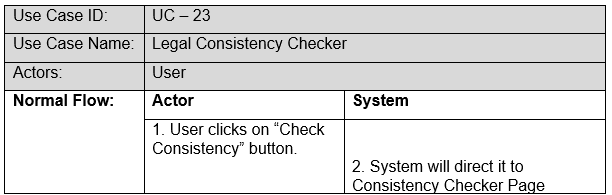 Use Case ID: UC – 23
Use Case Name: Legal Consistency Checker
Actors: User
Normal Flow: Actor System
1. User clicks on “Check
Consistency” button.
2. System will direct it to
Consistency Checker Page